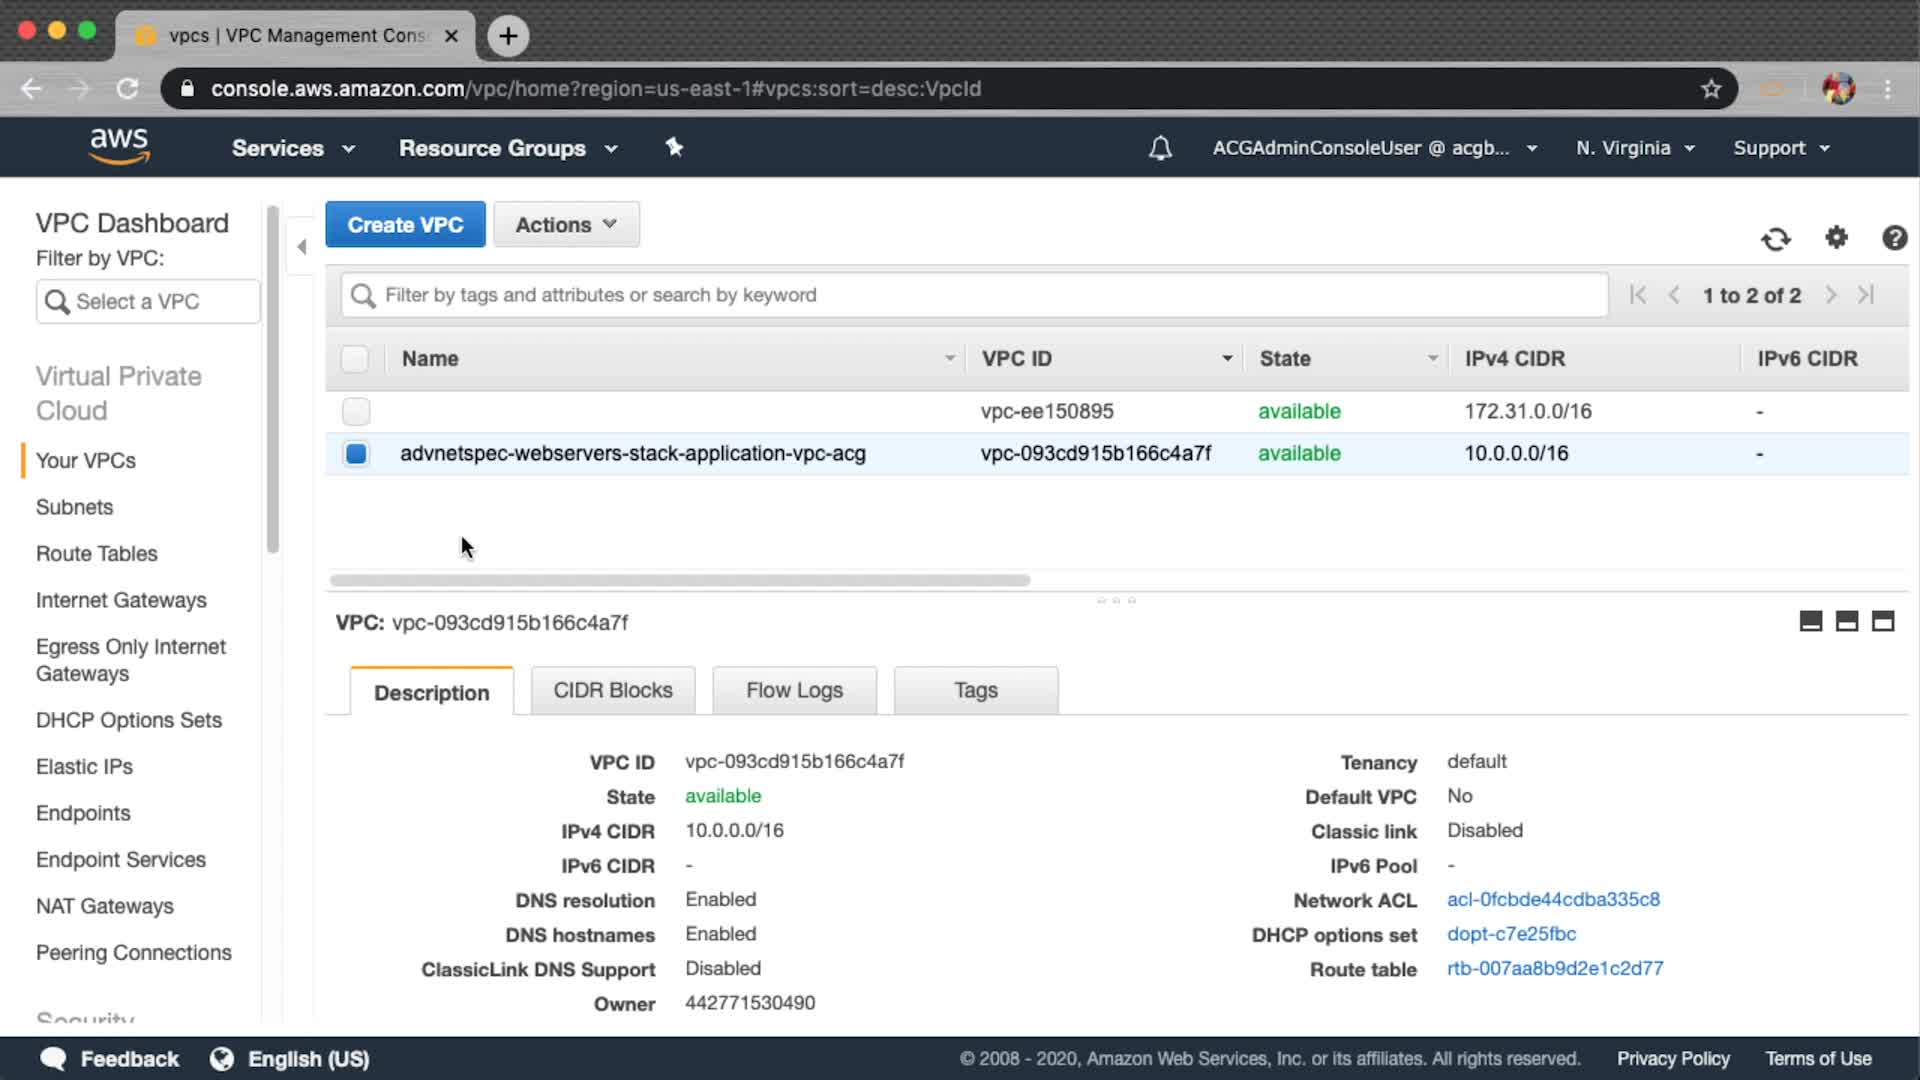 vpcs | VPC Management Cons
console.aws.amazon.com/vpc/home?region=us-east-1#vpcs:sort=desc:VpcId
aws
Services
Resource Groups
ACGAdminConsoleUser @ acgb...
N. Virginia
Support
VPC Dashboard
Filter by VPC:
Select a VPC
Virtual Private
Cloud
Your VPCs
Subnets
Route Tables
Internet Gateways
Egress Only Internet
Gateways
DHCP Options Sets
Elastic IPs
Endpoints
Endpoint Services
NAT Gateways
Peering Connections
Security
Create VPC
Actions
Filter by tags and attributes or search by keyword
1 to 2 of 2
Name VPC ID State IPv4 CIDR IPv6 CIDR
vpc-ee150895 available 172.31.0.0/16 -
advnetspec-webservers-stack-application-vpc-acg vpc-093cd915b166c4a7f available 10.0.0.0/16 -
VPC: vpc-093cd915b166c4a7f
Description
CIDR Blocks
Flow Logs
Tags
VPC ID vpc-093cd915b166c4a7f
State available
IPv4 CIDR 10.0.0.0/16
IPv6 CIDR -
DNS resolution Enabled
DNS hostnames Enabled
ClassicLink DNS Support Disabled
Owner 442771530490
Tenancy default
Default VPC No
Classic link Disabled
IPv6 Pool -
Network ACL acl-0fcbde44cdba335c8
DHCP options set dopt-c7e25fbc
Route table rtb-007aa8b9d2e1c2d77
Feedback
English (US)
© 2008 - 2020, Amazon Web Services, Inc. or its affiliates. All rights reserved.
Privacy Policy
Terms of Use